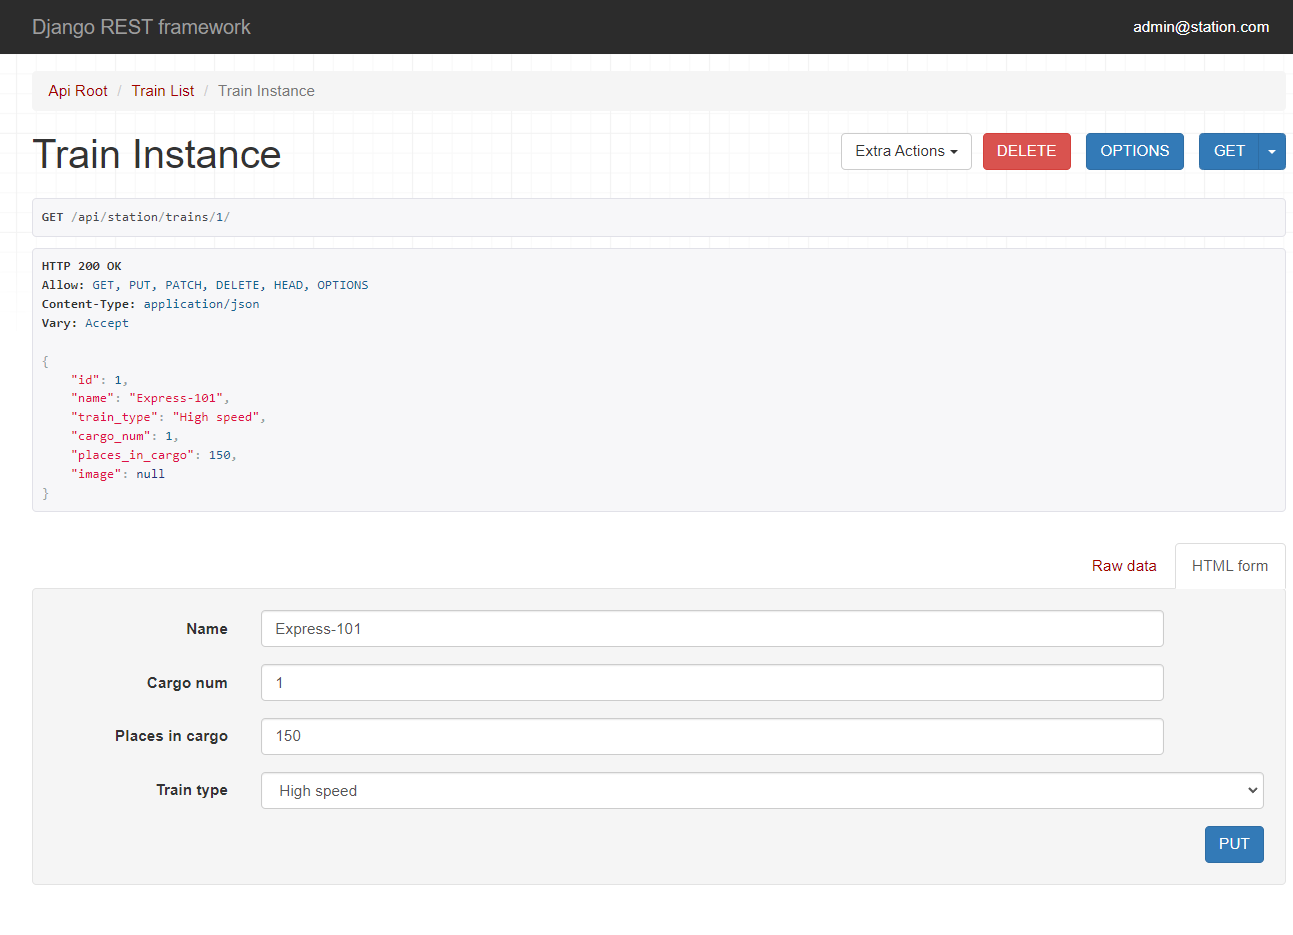 Django REST framework
admin@station.com
Api Root / Train List / Train Instance
Train Instance
Extra Actions
DELETE
OPTIONS
GET
GET /api/station/trains/1/
HTTP 200 OK
Allow: GET, PUT, PATCH, DELETE, HEAD, OPTIONS
Content-Type: application/json
Vary: Accept
{
    "id": 1,
    "name": "Express-101",
    "train_type": "High speed",
    "cargo_num": 1,
    "places_in_cargo": 150,
    "image": null
}
Raw data
HTML form
Name
Express-101
Cargo num
1
Places in cargo
150
Train type
High speed
PUT